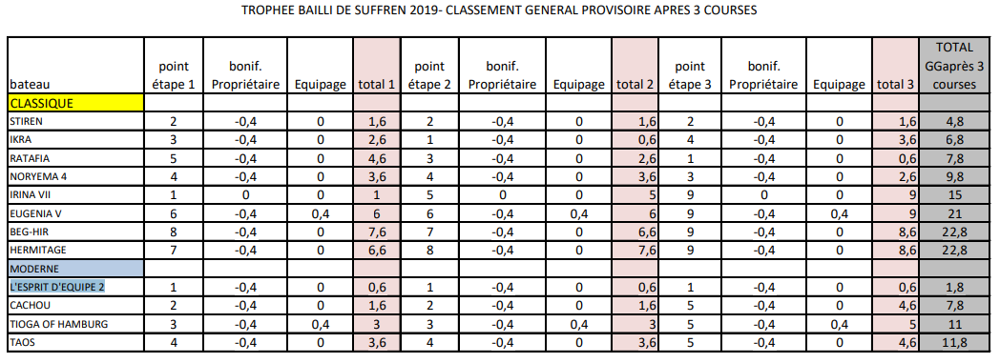 TROPHEE BAILLI DE SUFFREN 2019- CLASSEMENT GENERAL PROVISOIRE APRES 3 COURSES
bateau point étape 1 bonif. Propriétaire Equipage total 1 point étape 2 bonif. Propriétaire Equipage total 2 point étape 3 bonif. Propriétaire Equipage total 3 TOTAL GGaprès 3 courses
CLASSIQUE
STIREN 2 -0,4 0 1,6 2 -0,4 0 1,6 2 -0,4 0 1,6 4,8
IKRA 3 -0,4 0 2,6 1 -0,4 0 0,6 4 -0,4 0 3,6 6,8
RATAFIA 5 -0,4 0 4,6 3 -0,4 0 2,6 1 -0,4 0 0,6 7,8
NORYEMA 4 4 -0,4 0 3,6 4 -0,4 0 3,6 3 -0,4 0 2,6 9,8
IRINA VII 1 0 0 1 5 0 0 5 9 0 0 9 15
EUGENIA V 6 -0,4 0,4 6 6 -0,4 0,4 6 9 -0,4 0,4 9 21
BEG-HIR 8 -0,4 0 7,6 7 -0,4 0 6,6 9 -0,4 0 8,6 22,8
HERMITAGE 7 -0,4 0 6,6 8 -0,4 0 7,6 9 -0,4 0 8,6 22,8
MODERNE
L'ESPRIT D'EQUIPE 2 1 -0,4 0 0,6 1 -0,4 0 0,6 1 -0,4 0 0,6 1,8
CACHOU 2 -0,4 0 1,6 2 -0,4 0 1,6 5 -0,4 0 4,6 7,8
TIOGA OF HAMBURG 3 -0,4 0,4 3 3 -0,4 0,4 3 5 -0,4 0,4 5 11
TAOS 4 -0,4 0 3,6 4 -0,4 0 3,6 5 -0,4 0 4,6 11,8